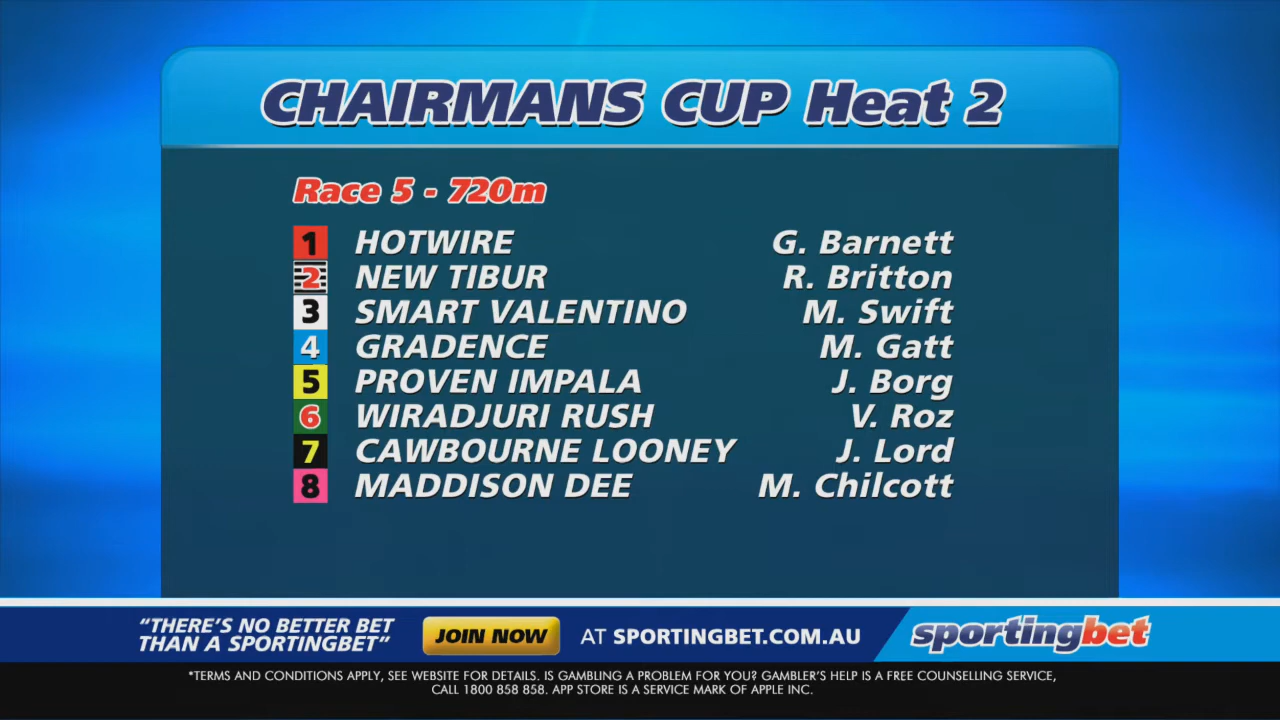 CHAIRMANS CUP Heat 2
Race 5 - 720m
1 HOTWIRE G. Barnett
2 NEW TIBUR R. Britton
3 SMART VALENTINO M. Swift
4 GRADENCE M. Gatt
5 PROVEN IMPALA J. Borg
6 WIRADJURI RUSH V. Roz
7 CAWBOURNE LOONEY J. Lord
8 MADDISON DEE M. Chilcott
“THERE’S NO BETTER BET
THAN A SPORTINGBET”
JOIN NOW AT SPORTINGBET.COM.AU sportingbet
*TERMS AND CONDITIONS APPLY, SEE WEBSITE FOR DETAILS. IS GAMBLING A PROBLEM FOR YOU? GAMBLER’S HELP IS A FREE COUNSELLING SERVICE,
CALL 1800 858 858. APP STORE IS A SERVICE MARK OF APPLE INC.